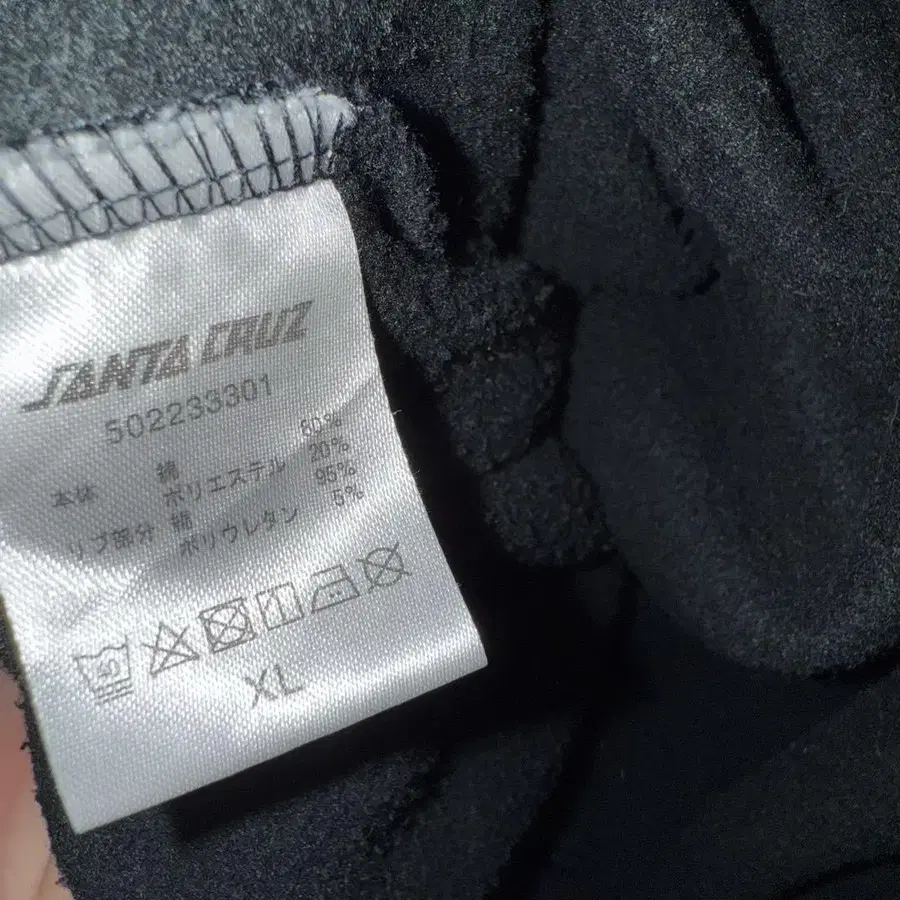 SANTA CRUZ
502233301
本体 綿 80%
ポリエステル 20%
リブ部分 綿 95%
ポリウレタン 5%
XL